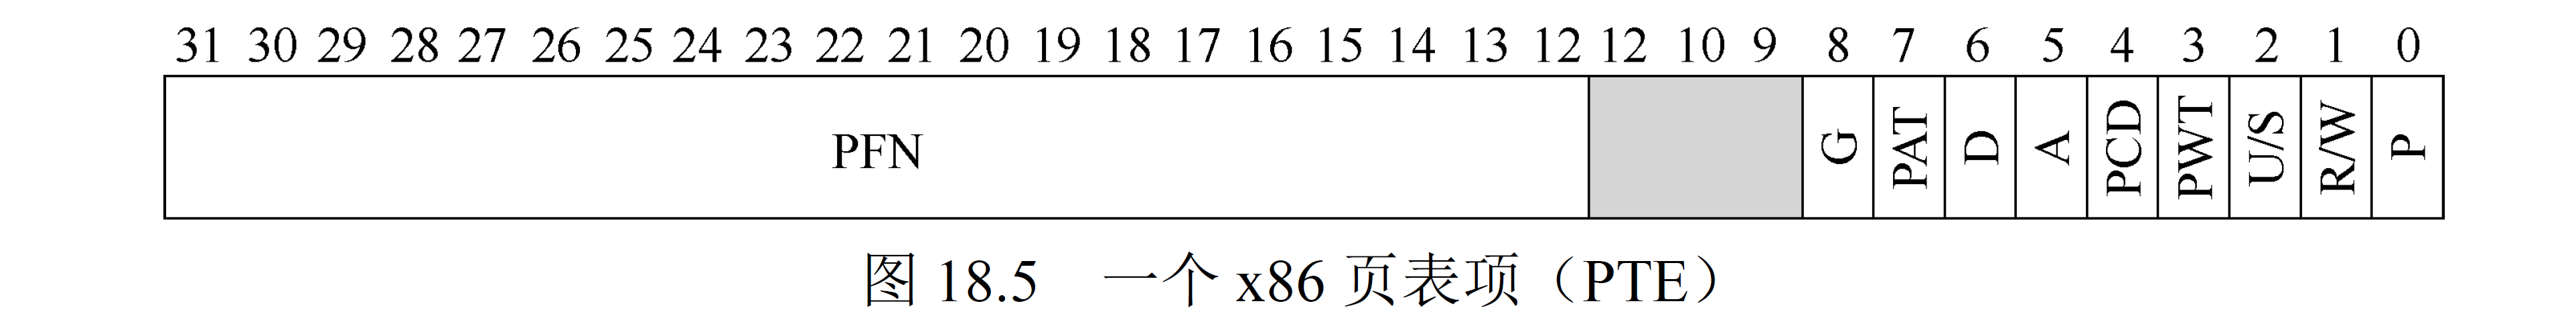 31 30 29 28 27 26 25 24 23 22 21 20 19 18 17 16 15 14 13 12 12 10 9 8 7 6 5 4 3 2 1 0
PFN G PAT D A PCD PWT U/S R/W P
图 18.5 一个 x86 页表项（PTE）